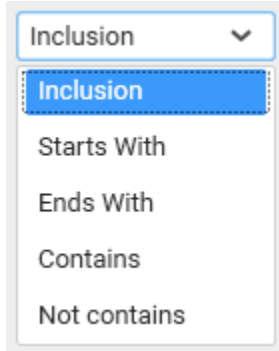 Inclusion
Inclusion
Starts With
Ends With
Contains
Not contains